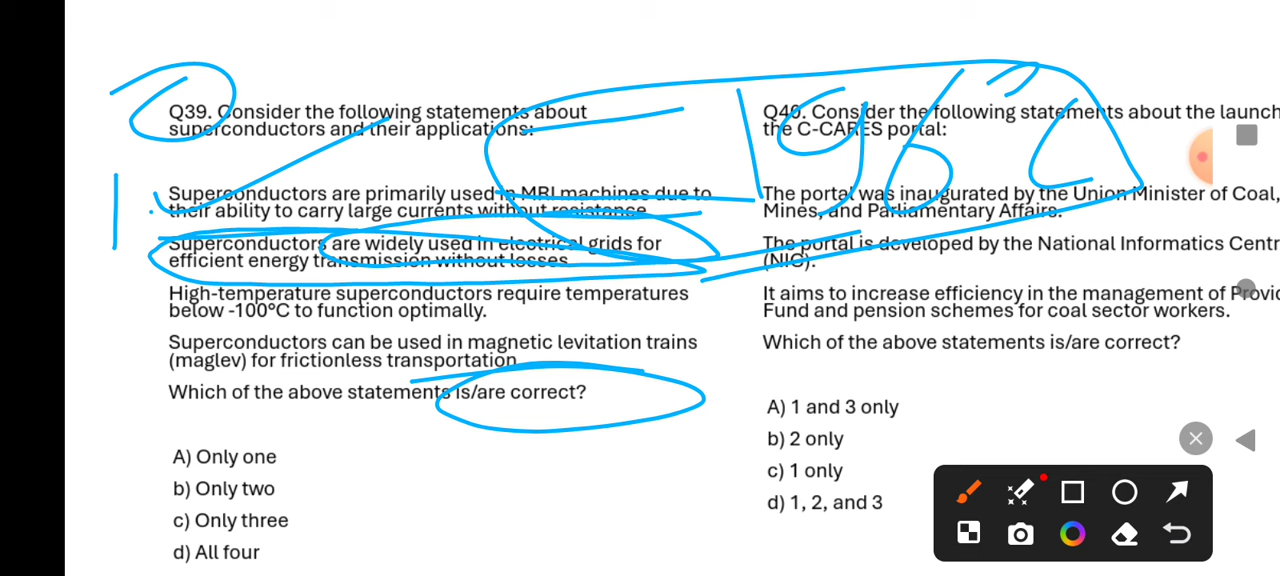 Q39. Consider the following statements about
superconductors and their applications:
Superconductors are primarily used in MRI machines due to
their ability to carry large currents without resistance.
Superconductors are widely used in electrical grids for
efficient energy transmission without losses.
High-temperature superconductors require temperatures
below -100°C to function optimally.
Superconductors can be used in magnetic levitation trains
(maglev) for frictionless transportation
Which of the above statements is/are correct?
A) Only one
b) Only two
c) Only three
d) All four
Q40. Consider the following statements about the launch
the C-CARES portal:
The portal was inaugurated by the Union Minister of Coal,
Mines, and Parliamentary Affairs.
The portal is developed by the National Informatics Centr
(NIC).
It aims to increase efficiency in the management of Provid
Fund and pension schemes for coal sector workers.
Which of the above statements is/are correct?
A) 1 and 3 only
b) 2 only
c) 1 only
d) 1, 2, and 3